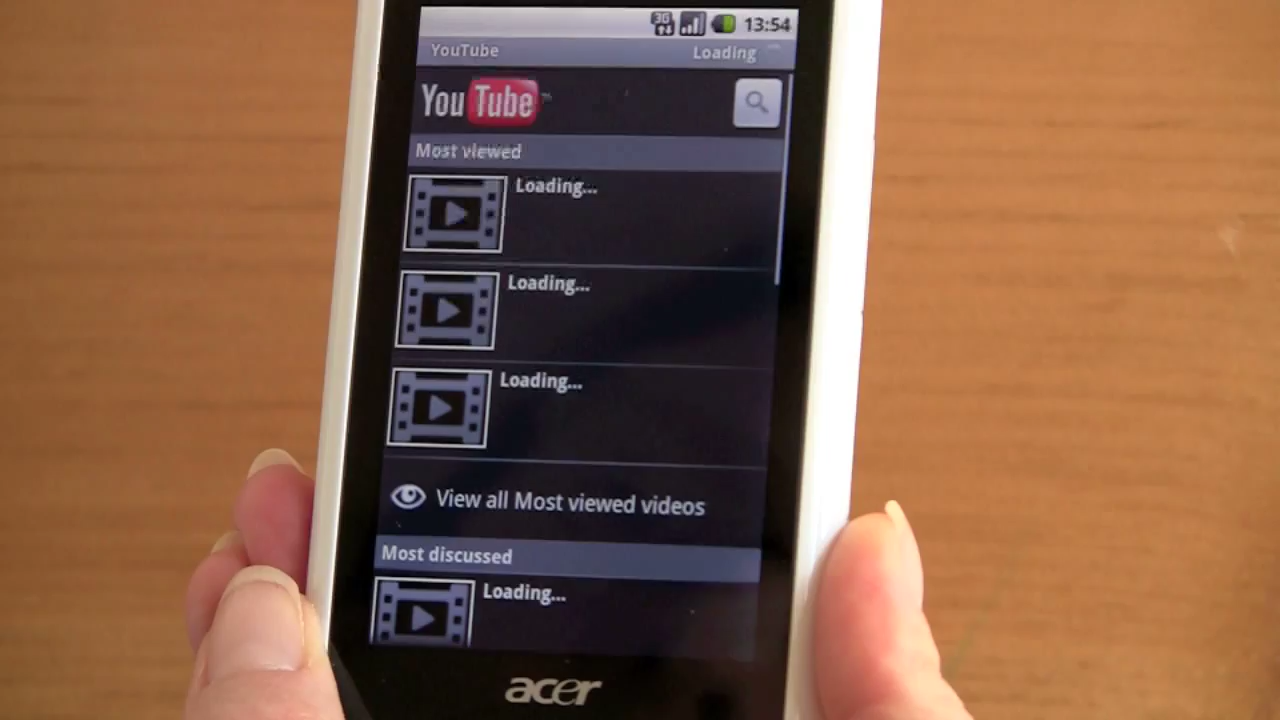 3G 13:54
YouTube Loading
YouTube
Most viewed
Loading...
Loading...
Loading...
View all Most viewed videos
Most discussed
Loading...
acer